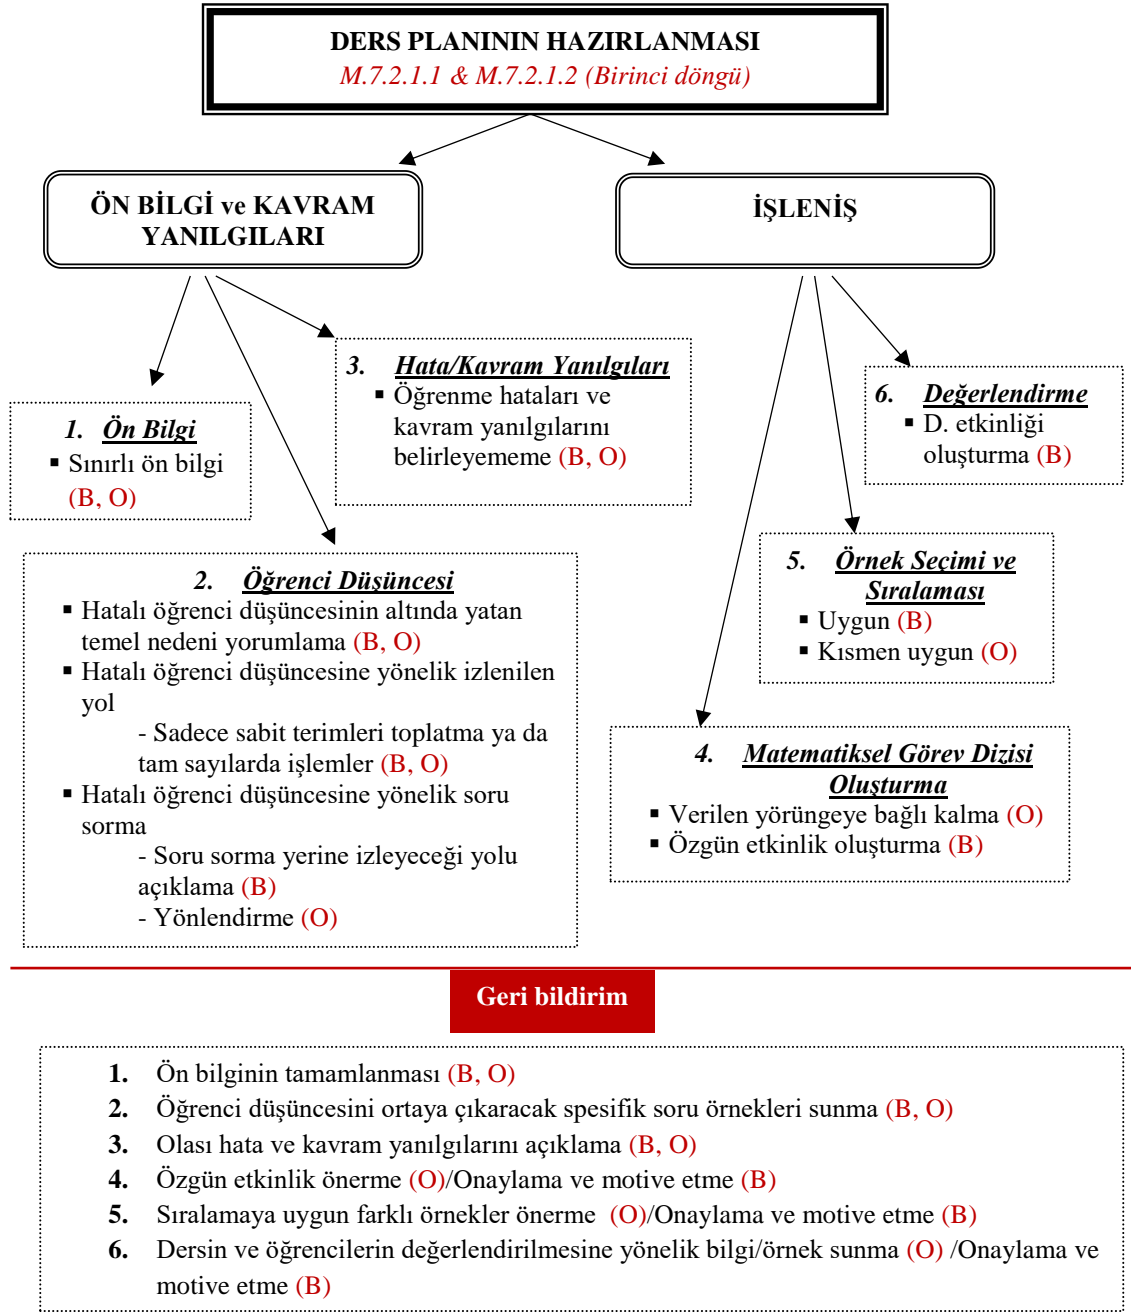 DERS PLANININ HAZIRLANMASI
M.7.2.1.1 & M.7.2.1.2 (Birinci döngü)
ÖN BİLGİ ve KAVRAM
YANILGILARI
İŞLENİŞ
1. Ön Bilgi
▪ Sınırlı ön bilgi
(B, O)
3. Hata/Kavram Yanılgıları
▪ Öğrenme hataları ve
kavram yanılgılarını
belirleyememe (B, O)
6. Değerlendirme
▪ D. etkinliği
oluşturma (B)
2. Öğrenci Düşüncesi
▪ Hatalı öğrenci düşüncesinin altında yatan
temel nedeni yorumlama (B, O)
▪ Hatalı öğrenci düşüncesine yönelik izlenilen
yol
- Sadece sabit terimleri toplatma ya da
tam sayılarda işlemler (B, O)
▪ Hatalı öğrenci düşüncesine yönelik soru
sorma
- Soru sorma yerine izleyeceği yolu
açıklama (B)
- Yönlendirme (O)
5. Örnek Seçimi ve
Sıralaması
▪ Uygun (B)
▪ Kısmen uygun (O)
4. Matematiksel Görev Dizisi
Oluşturma
▪ Verilen yörüngeye bağlı kalma (O)
▪ Özgün etkinlik oluşturma (B)
Geri bildirim
1. Ön bilginin tamamlanması (B, O)
2. Öğrenci düşüncesini ortaya çıkaracak spesifik soru örnekleri sunma (B, O)
3. Olası hata ve kavram yanılgılarını açıklama (B, O)
4. Özgün etkinlik önerme (O)/Onaylama ve motive etme (B)
5. Sıralamaya uygun farklı örnekler önerme (O)/Onaylama ve motive etme (B)
6. Dersin ve öğrencilerin değerlendirilmesine yönelik bilgi/örnek sunma (O) /Onaylama ve
motive etme (B)